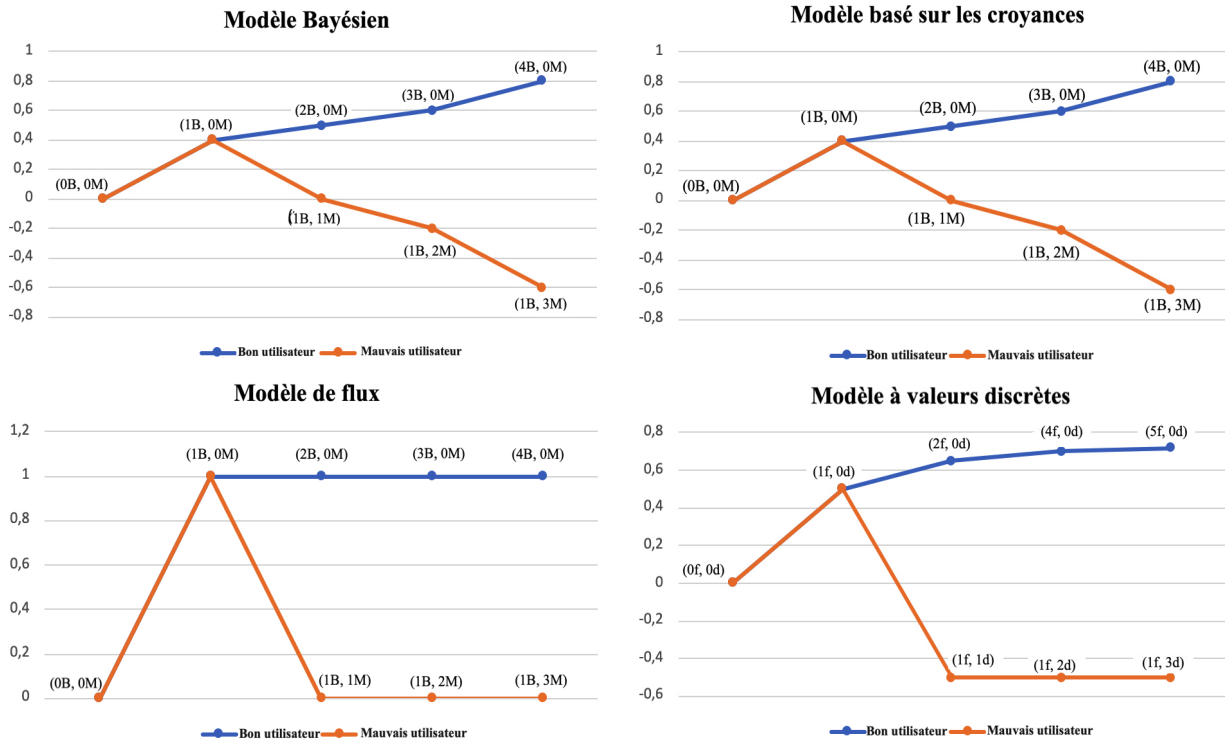 Modèle Bayésien
1
0,8
0,6
0,4
0,2
0
-0,2
-0,4
-0,6
-0,8
(0B, 0M)
(1B, 0M)
(2B, 0M)
(3B, 0M)
(4B, 0M)
(1B, 1M)
(
(1B, 2M)
(1B, 3M)
Bon utilisateur Mauvais utilisateur
Modèle basé sur les croyances
1
0,8
0,6
0,4
0,2
0
-0,2
-0,4
-0,6
-0,8
(0B, 0M)
(1B, 0M)
(2B, 0M)
(3B, 0M)
(4B, 0M)
(1B, 1M)
(1B, 2M)
(1B, 3M)
Bon utilisateur Mauvais utilisateur
Modèle de flux
1,2
1
0,8
0,6
0,4
0,2
0
(0B, 0M)
(1B, 0M)
(2B, 0M)
(3B, 0M)
(4B, 0M)
(1B, 1M)
(1B, 2M)
(1B, 3M)
Bon utilisateur Mauvais utilisateur
Modèle à valeurs discrètes
0,8
0,6
0,4
0,2
0
-0,2
-0,4
-0,6
(0f, 0d)
(1f, 0d)
(2f, 0d)
(4f, 0d)
(5f, 0d)
(1f, 1d)
(1f, 2d)
(1f, 3d)
Bon utilisateur Mauvais utilisateur